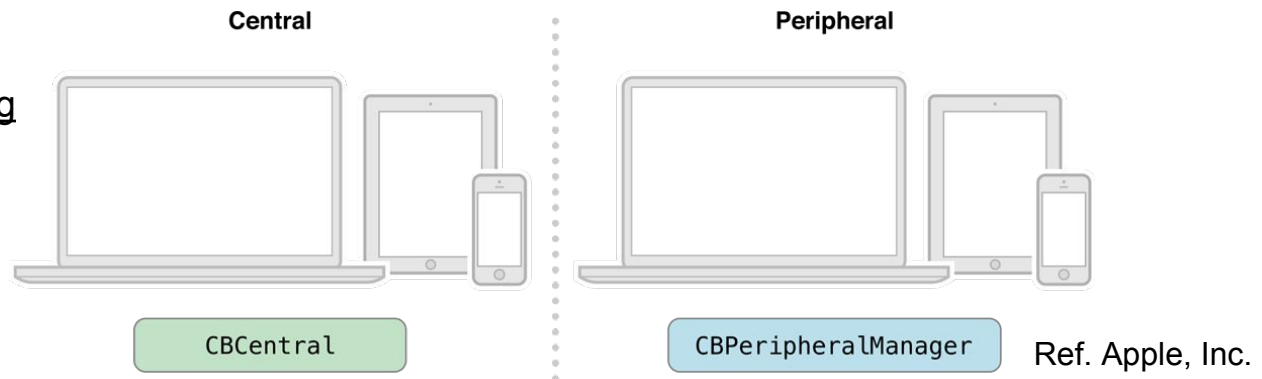 Central
Peripheral
g
CBCentral
CBPeripheralManager
Ref. Apple, Inc.